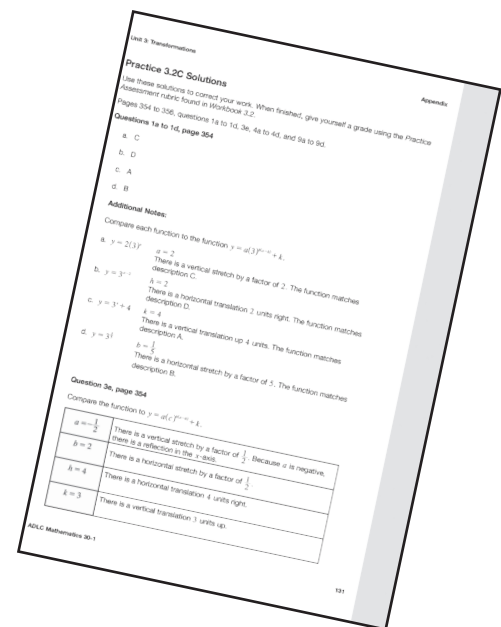 Unit 3: Transformations
Appendix
Practice 3.2C Solutions
Use these solutions to correct your work. When finished, give yourself a grade using the Practice
Assessment rubric found in Workbook 3.2.
Pages 354 to 356, questions 1a to 1d, 3e, 4a to 4d, and 9a to 9d.
Questions 1a to 1d, page 354
a. C
b. D
c. A
d. B
Additional Notes:
Compare each function to the function y = a(3)^b(x−h) + k.
a. y = 2(3)^x
a = 2
There is a vertical stretch by a factor of 2. The function matches
description C.
b. y = 3^x−2
h = 2
There is a horizontal translation 2 units right. The function matches
description D.
c. y = 3^x + 4
k = 4
There is a vertical translation up 4 units. The function matches
description A.
d. y = 3^x/5
b = 1/5
There is a horizontal stretch by a factor of 5. The function matches
description B.
Question 3e, page 354
Compare the function to y = a(c)^b(x−h) + k.
a = −1/2
There is a vertical stretch by a factor of 1/2. Because a is negative,
there is a reflection in the x-axis.
b = 2
There is a horizontal stretch by a factor of 1/2.
h = 4
There is a horizontal translation 4 units right.
k = 3
There is a vertical translation 3 units up.
ADLC Mathematics 30-1
131